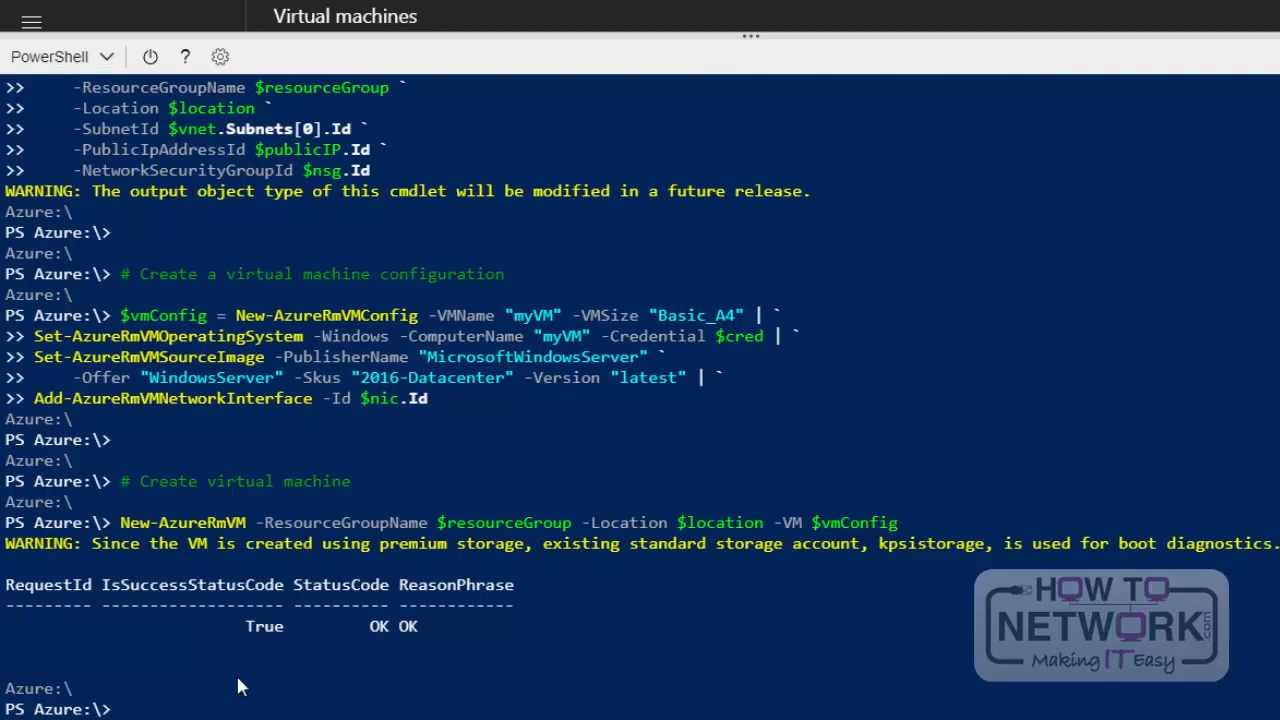 Virtual machines
PowerShell ?
>> -ResourceGroupName $resourceGroup `
>> -Location $location `
>> -SubnetId $vnet.Subnets[0].Id `
>> -PublicIpAddressId $publicIP.Id `
>> -NetworkSecurityGroupId $nsg.Id
WARNING: The output object type of this cmdlet will be modified in a future release.
Azure:\
PS Azure:\>
Azure:\
PS Azure:\> # Create a virtual machine configuration
Azure:\
PS Azure:\> $vmConfig = New-AzureRmVMConfig -VMName "myVM" -VMSize "Basic_A4" | `
>> Set-AzureRmVMOperatingSystem -Windows -ComputerName "myVM" -Credential $cred | `
>> Set-AzureRmVMSourceImage -PublisherName "MicrosoftWindowsServer" `
>> -Offer "WindowsServer" -Skus "2016-Datacenter" -Version "latest" | `
>> Add-AzureRmVMNetworkInterface -Id $nic.Id
Azure:\
PS Azure:\>
Azure:\
PS Azure:\> # Create virtual machine
Azure:\
PS Azure:\> New-AzureRmVM -ResourceGroupName $resourceGroup -Location $location -VM $vmConfig
WARNING: Since the VM is created using premium storage, existing standard storage account, kpsistorage, is used for boot diagnostics.
RequestId IsSuccessStatusCode StatusCode ReasonPhrase
--------- ------------------- ---------- ------------
True OK OK
Azure:\
PS Azure:\>
HOW TO
NETWORK.com
Making IT Easy